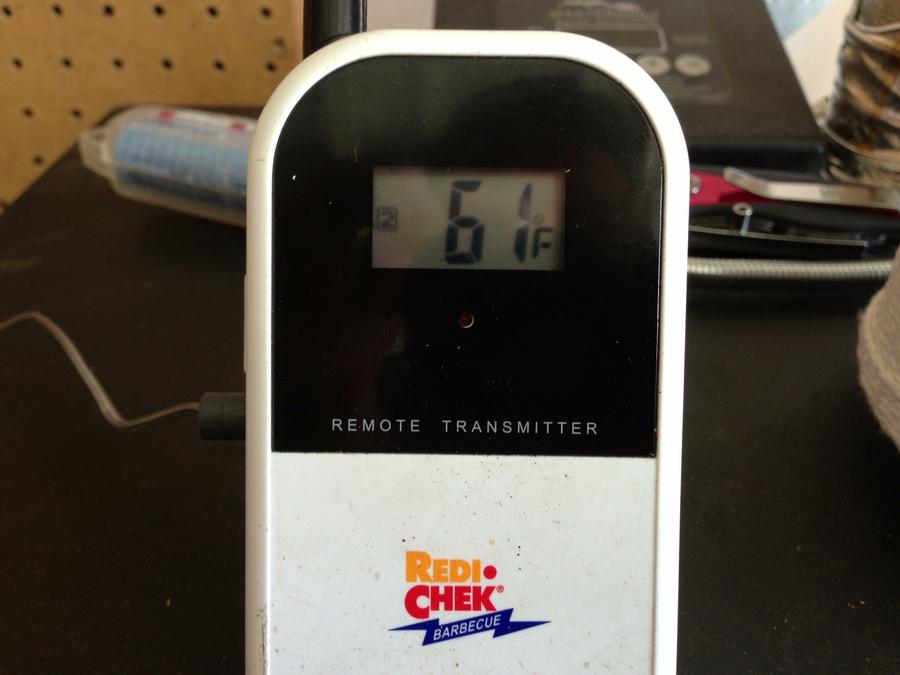 2 61°F
REMOTE TRANSMITTER
REDI
CHEK®
BARBECUE